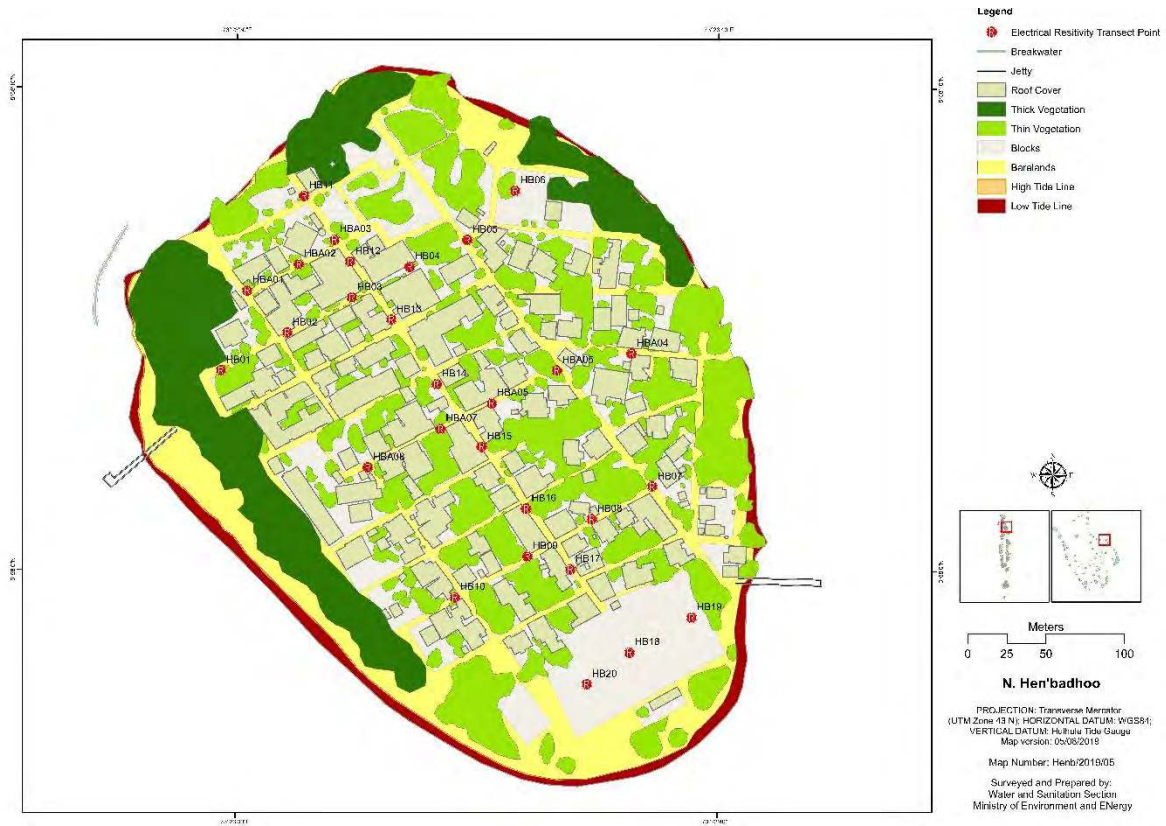 Legend
Electrical Resitivity Transect Point
Breakwater
Jetty
Roof Cover
Thick Vegetation
Thin Vegetation
Blocks
Barelands
High Tide Line
Low Tide Line
HB06
HB11
HBA03
HB05
HB12
HBA02
HB04
HBA01
HB03
HB13
HB02
HBA04
HB01
HBA06
HB14
HBA05
HBA07
HB15
HBA08
HB07
HB16
HB08
HB09
HB17
HB10
HB19
HB18
HB20
Meters
0 25 50 100
N. Hen'badhoo
PROJECTION: Transverse Mercator
(UTM Zone 43 N); HORIZONTAL DATUM: WGS84;
VERTICAL DATUM: Hulhule Tide Gauge
Map version: 05/08/2019
Map Number: Henb/2019/05
Surveyed and Prepared by:
Water and Sanitation Section
Ministry of Environment and ENergy